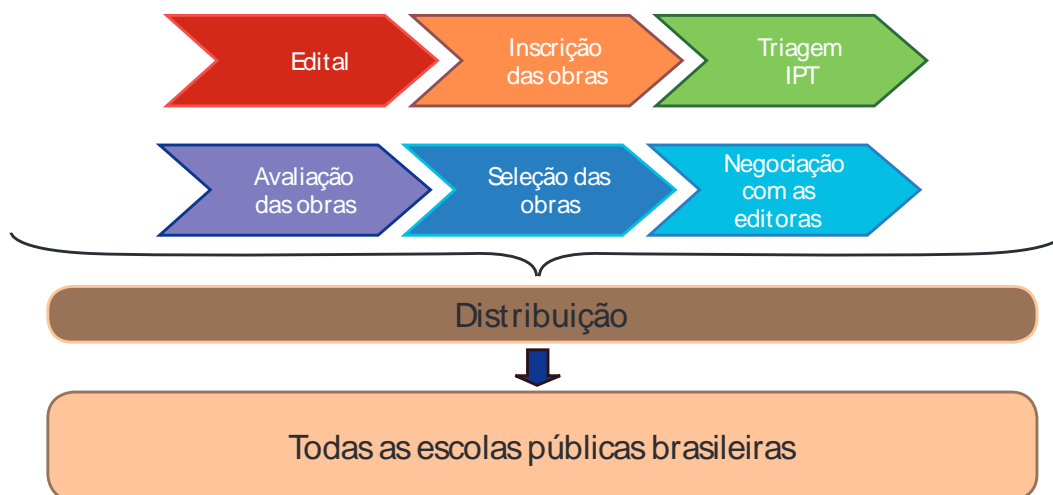 Edital
Inscrição
das obras
Triagem
IPT
Avaliação
das obras
Seleção das
obras
Negociação
com as
editoras
Distribuição
Todas as escolas públicas brasileiras